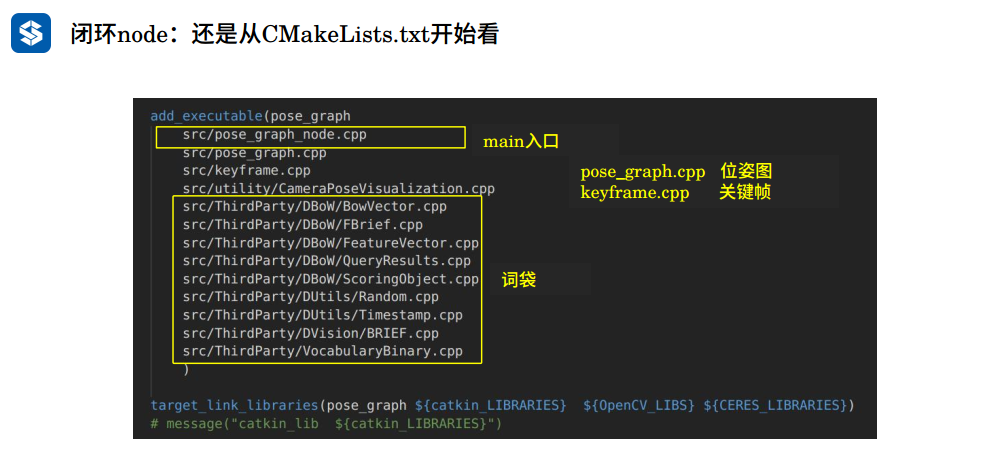 闭环node：还是从CMakeLists.txt开始看
add_executable(pose_graph
src/pose_graph_node.cpp
main入口
src/pose_graph.cpp
src/keyframe.cpp
pose_graph.cpp 位姿图
keyframe.cpp 关键帧
src/utility/CameraPoseVisualization.cpp
src/ThirdParty/DBoW/BowVector.cpp
src/ThirdParty/DBoW/FBrief.cpp
src/ThirdParty/DBoW/FeatureVector.cpp
src/ThirdParty/DBoW/QueryResults.cpp
src/ThirdParty/DBoW/ScoringObject.cpp
词袋
src/ThirdParty/DUtils/Random.cpp
src/ThirdParty/DUtils/Timestamp.cpp
src/ThirdParty/DVision/BRIEF.cpp
src/ThirdParty/VocabularyBinary.cpp
)
target_link_libraries(pose_graph ${catkin_LIBRARIES}  ${OpenCV_LIBS} ${CERES_LIBRARIES})
# message("catkin_lib  ${catkin_LIBRARIES}")